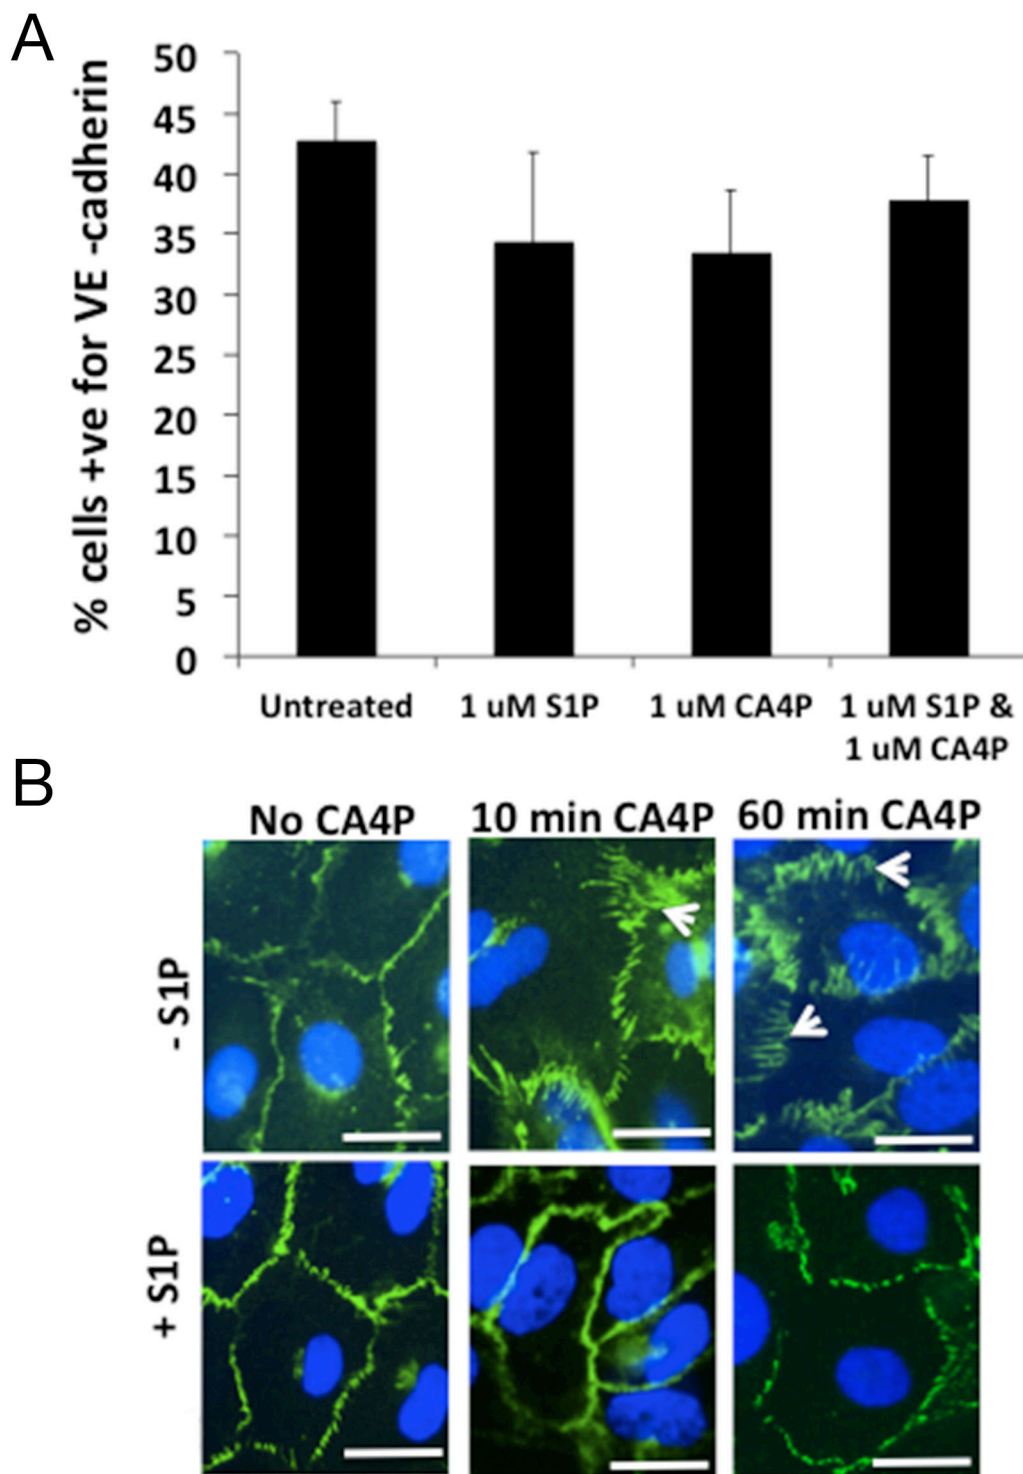 A
% cells +ve for VE -cadherin
50
45
40
35
30
25
20
15
10
5
0
Untreated
1 uM S1P
1 uM CA4P
1 uM S1P &
1 uM CA4P
B
No CA4P
10 min CA4P
60 min CA4P
- S1P
+ S1P